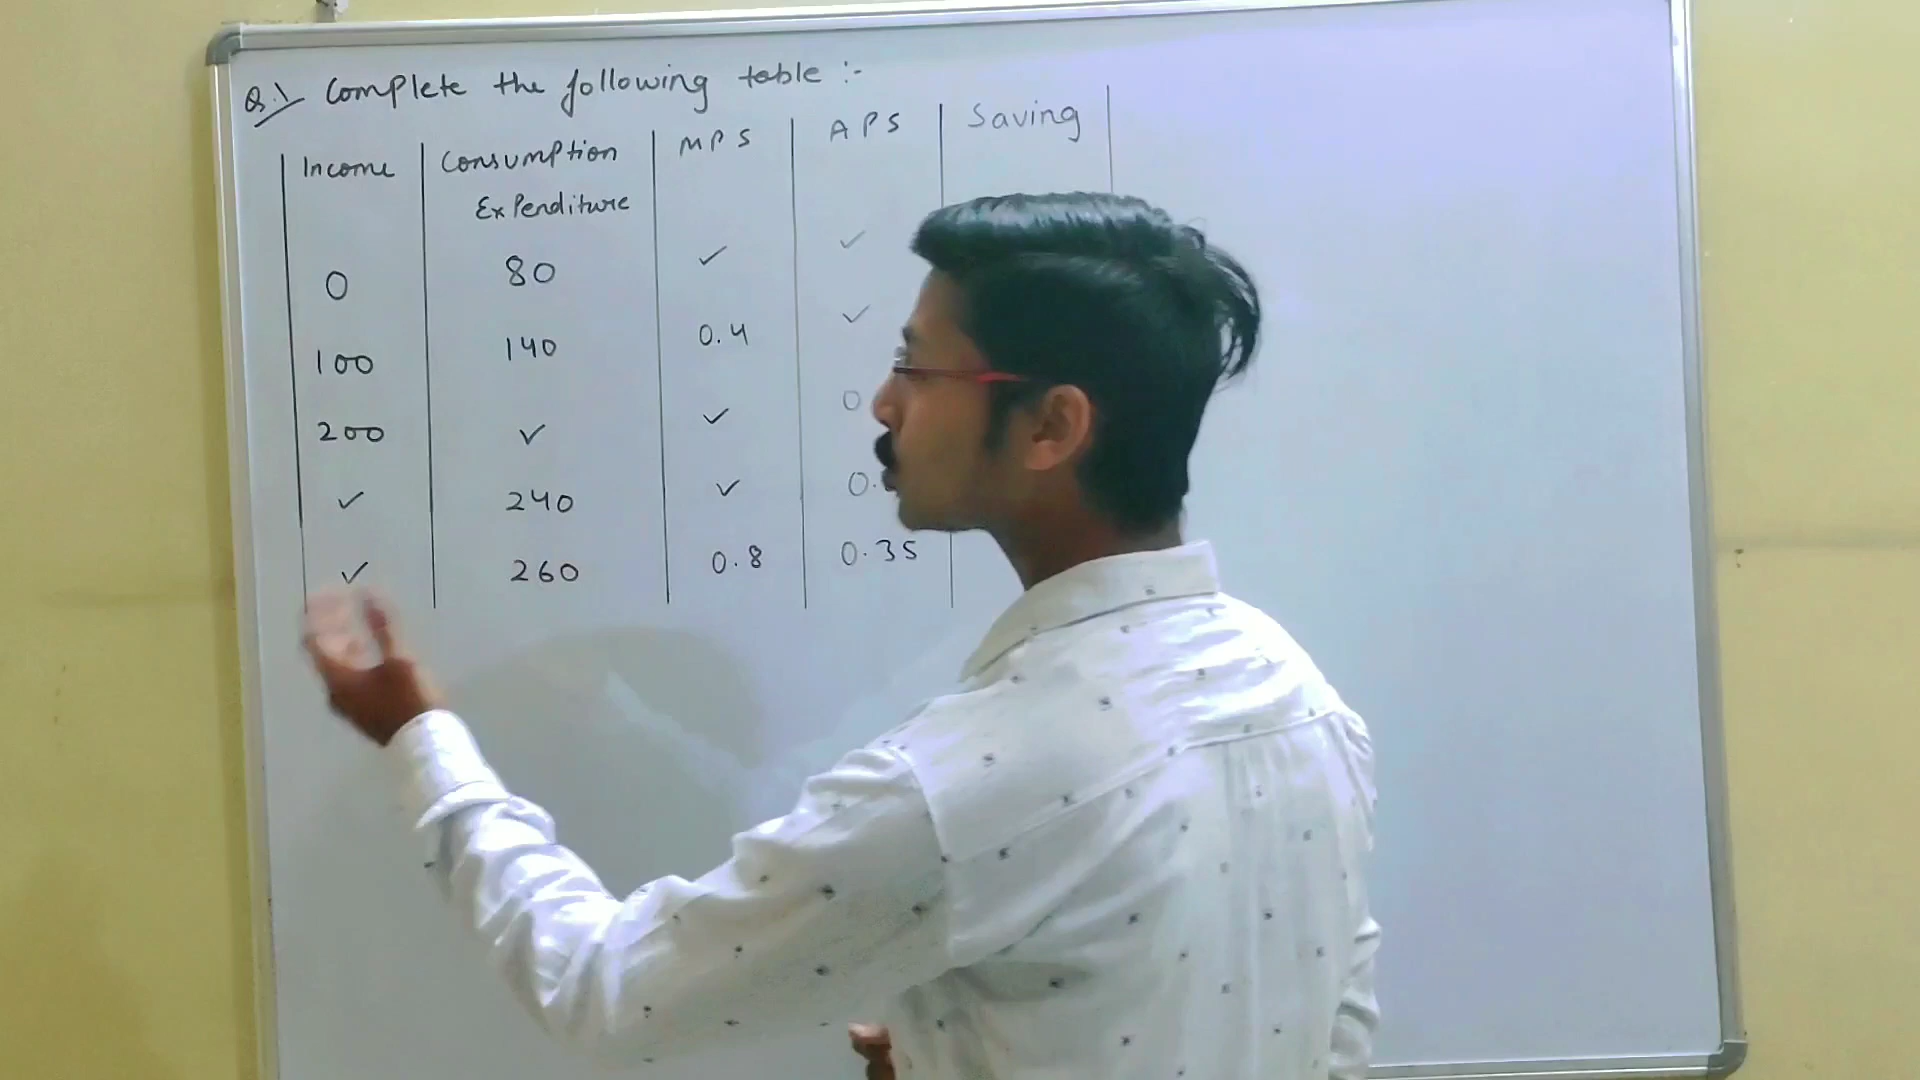 Q.1 Complete the following table :-
Income Consumption Expenditure MPS APS Saving
0 80 ✓ ✓
100 140 0.4 ✓
200 ✓ ✓ 0
✓ 240 ✓ 0.
✓ 260 0.8 0.35